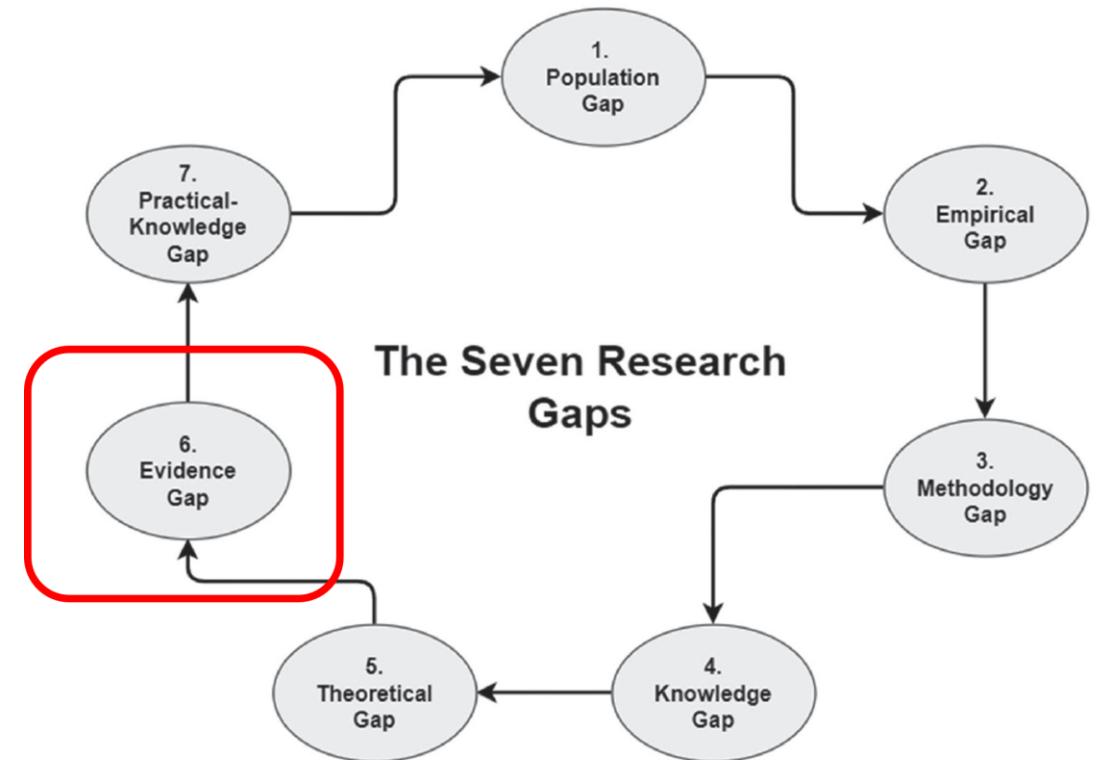 1.
Population
Gap
2.
Empirical
Gap
3.
Methodology
Gap
4.
Knowledge
Gap
5.
Theoretical
Gap
6.
Evidence
Gap
7.
Practical-
Knowledge
Gap
The Seven Research
Gaps